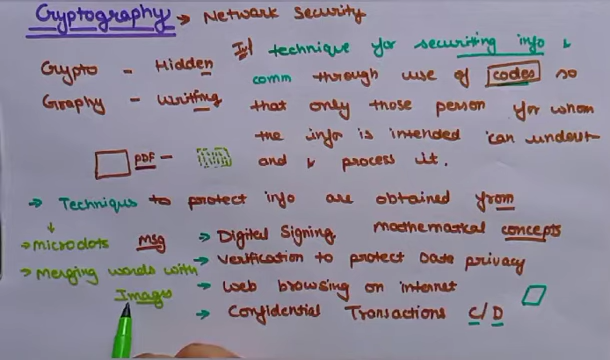 Cryptography → Network Security
Crypto - Hidden
Graphy - Writing
It's technique for securiting info &
comm through use of codes so
that only those person for whom
the info is intended can underst
and & process it.
PDF -
→ Techniques to protect info are obtained from
mathematical concepts
→ microdots msg
→ Merging words with
Images
→ Digital Signing
→ Verification to protect Data privacy
→ Web browsing on internet
→ Confidential Transactions C/D